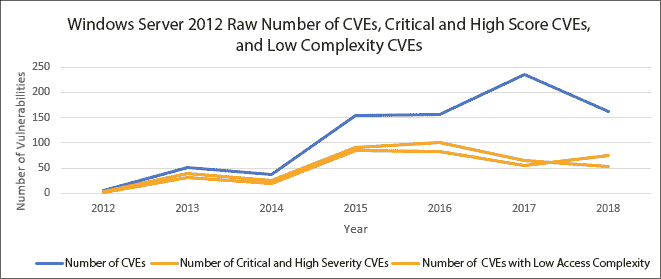 Windows Server 2012 Raw Number of CVEs, Critical and High Score CVEs,
and Low Complexity CVEs
Number of Vulnerabilities
250
200
150
100
50
0
2012 2013 2014 2015 2016 2017 2018
Year
Number of CVEs Number of Critical and High Severity CVEs Number of CVEs with Low Access Complexity